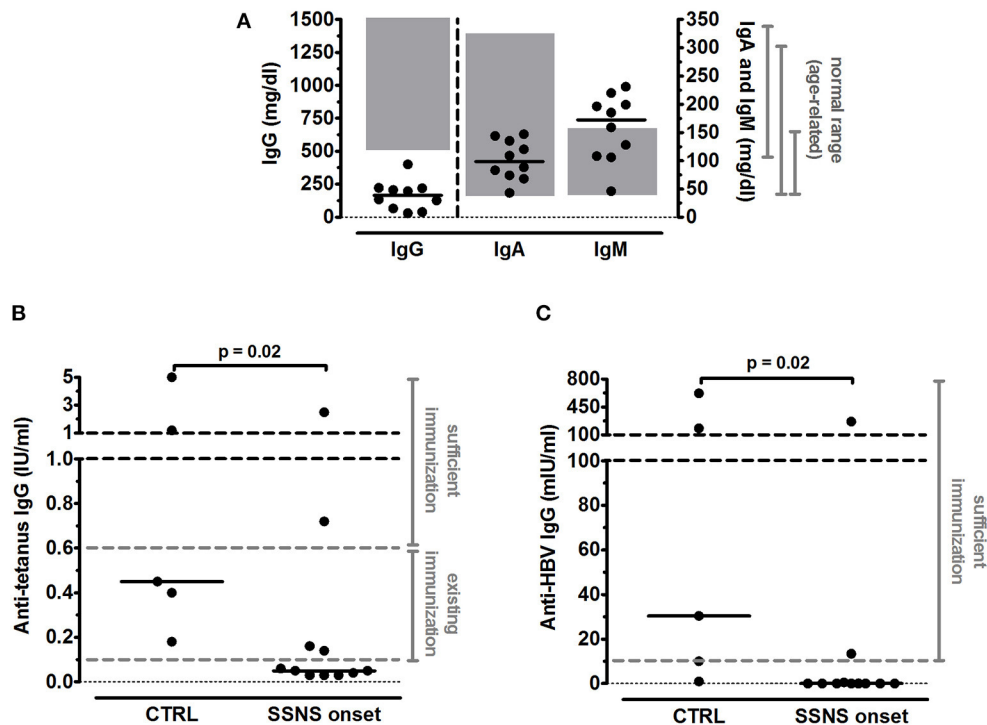 A
1500
1250
1000
750
500
250
0
IgG (mg/dl)
350
300
250
200
150
100
50
0
IgA and IgM (mg/dl)
normal range
(age-related)
IgG
IgA
IgM
B
p = 0.02
5
3
1
1.0
0.8
0.6
0.4
0.2
0.0
Anti-tetanus IgG (IU/ml)
sufficient
immunization
existing
immunization
CTRL
SSNS onset
C
p = 0.02
800
450
100
100
80
40
30
20
10
0
Anti-HBV IgG (mIU/ml)
sufficient
immunization
CTRL
SSNS onset